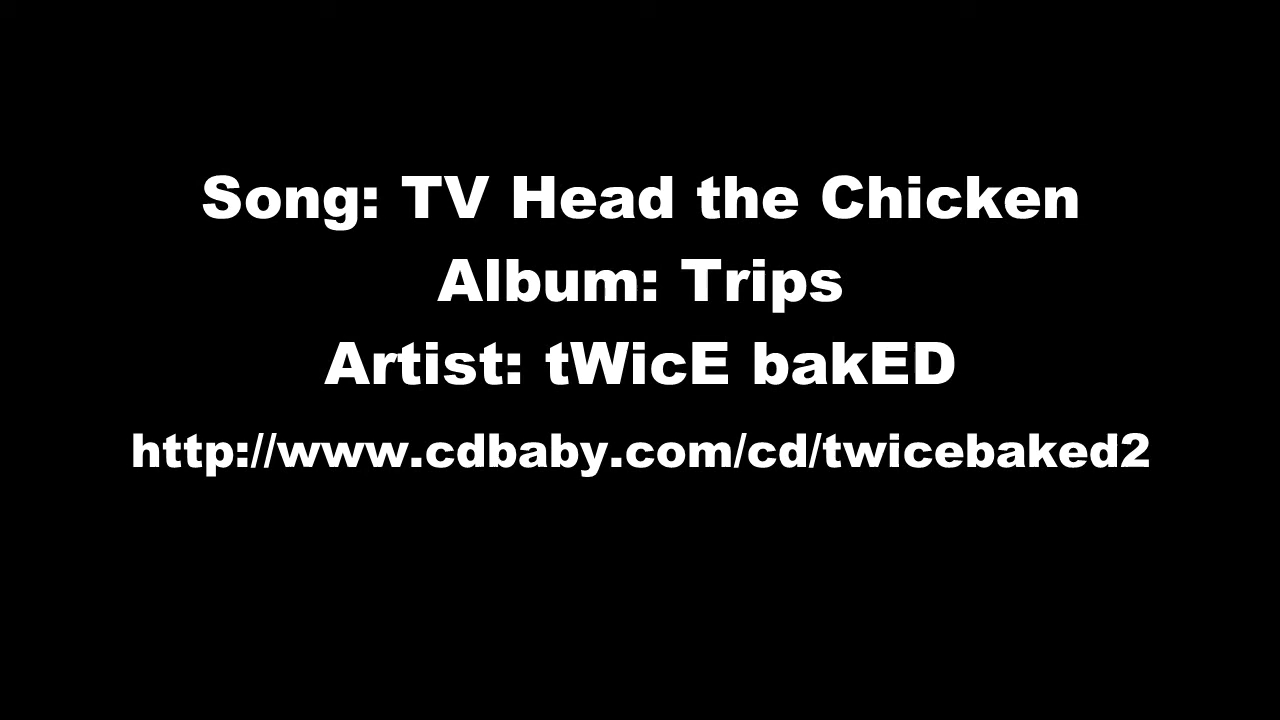 Song: TV Head the Chicken
Album: Trips
Artist: tWicE bakED
http://www.cdbaby.com/cd/twicebaked2